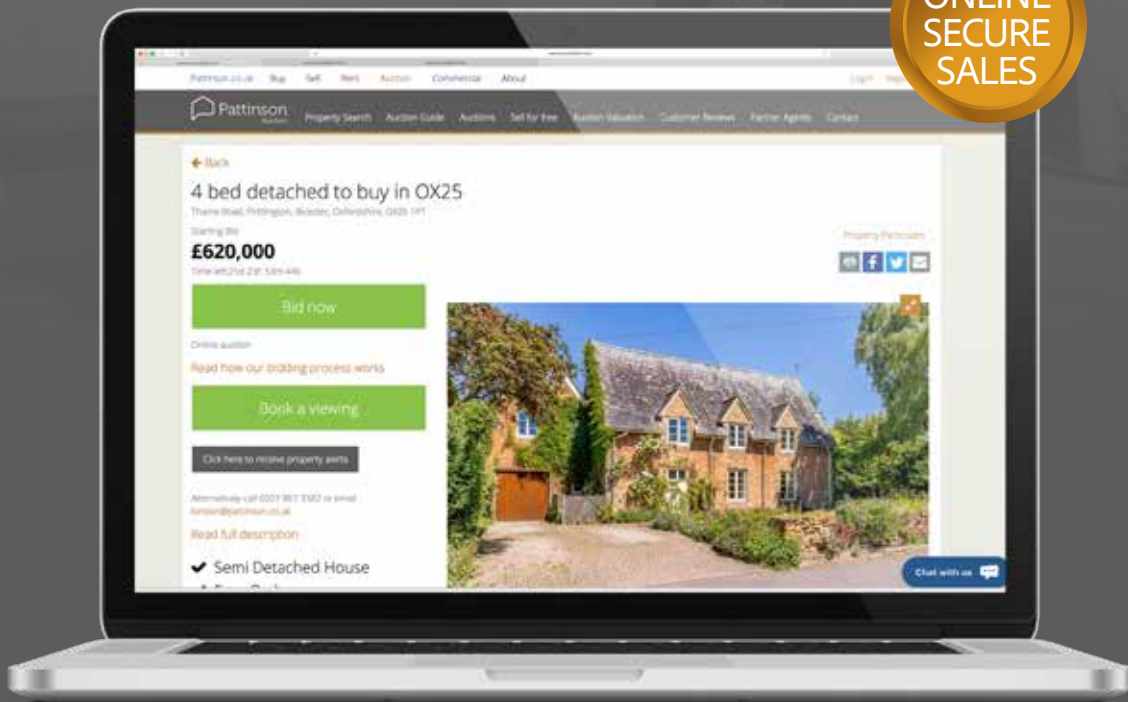 ONLINE
SECURE
SALES
Pattinson.co.uk Buy Sell Rent Auction Commercial About
Pattinson
Auction
Property Search Auction Guide Auctions Sell for free Auction Valuation Customer Reviews Partner Agents Contact
Back
4 bed detached to buy in OX25
Starting Bid
£620,000
Property Particulars
Bid now
Online auction
Read how our bidding process works
Book a viewing
Click here to receive property alerts
Read full description
Semi Detached House
Chat with us